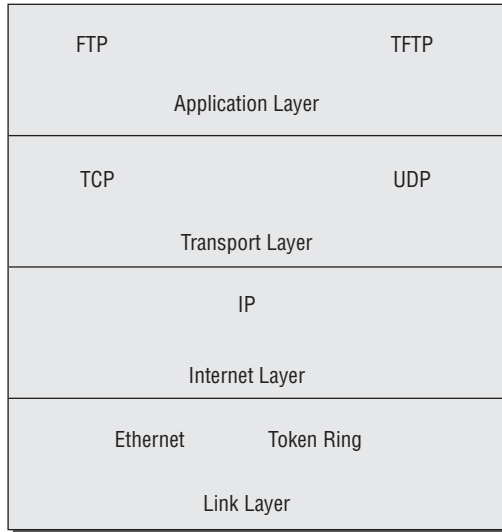 FTP TFTP
Application Layer
TCP UDP
Transport Layer
IP
Internet Layer
Ethernet Token Ring
Link Layer